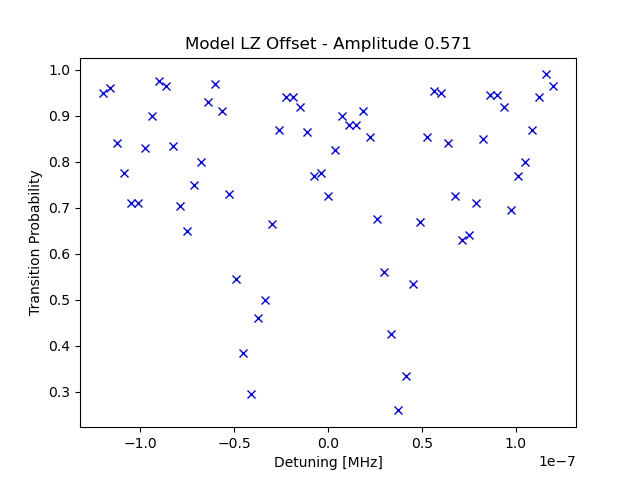 Model LZ Offset - Amplitude 0.571
Transition Probability
1.0
0.9
0.8
0.7
0.6
0.5
0.4
0.3
−1.0 −0.5 0.0 0.5 1.0
1e−7
Detuning [MHz]